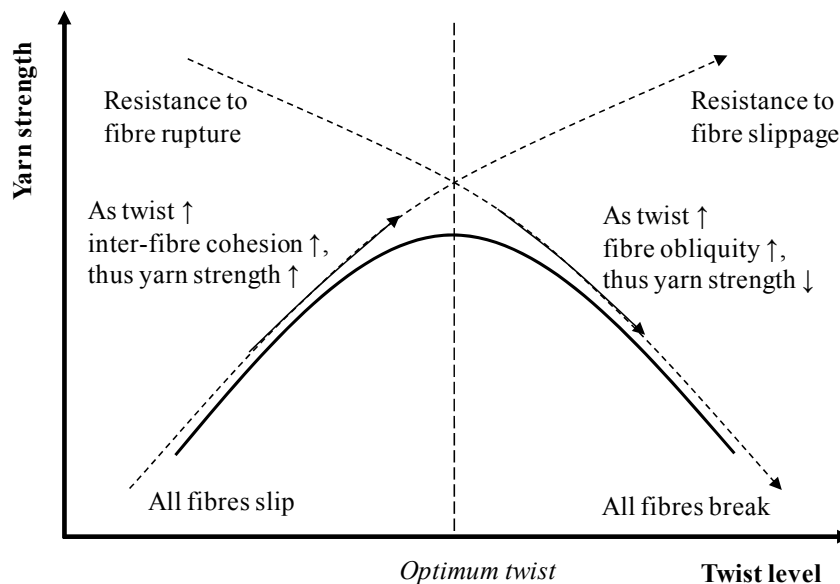 Yarn strength
Resistance to
fibre rupture
Resistance to
fibre slippage
As twist ↑
inter-fibre cohesion ↑,
thus yarn strength ↑
As twist ↑
fibre obliquity ↑,
thus yarn strength ↓
All fibres slip
All fibres break
Optimum twist
Twist level